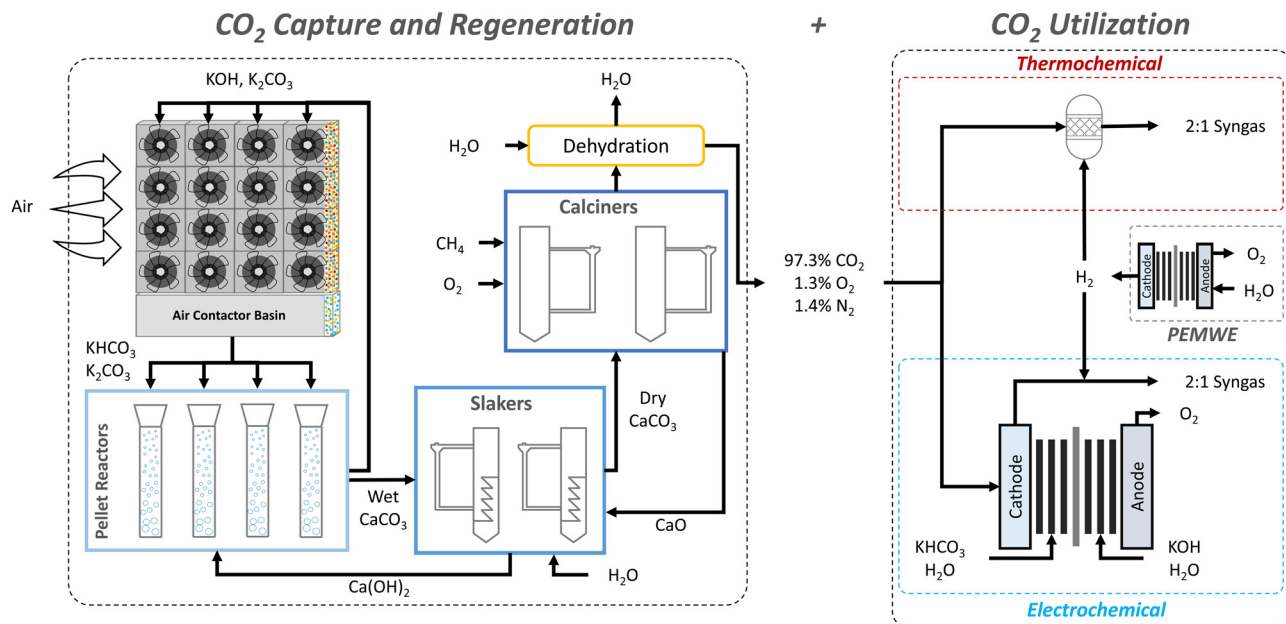 CO₂ Capture and Regeneration
+
CO₂ Utilization
KOH, K₂CO₃
Air
Air Contactor Basin
KHCO₃
K₂CO₃
Pellet Reactors
Wet
CaCO₃
Ca(OH)₂
Slakers
H₂O
Dry
CaCO₃
CaO
Calciners
CH₄
O₂
H₂O
Dehydration
H₂O
97.3% CO₂
1.3% O₂
1.4% N₂
Thermochemical
2:1 Syngas
H₂
Cathode
Anode
O₂
H₂O
PEMWE
2:1 Syngas
O₂
Cathode
Anode
KHCO₃
H₂O
KOH
H₂O
Electrochemical